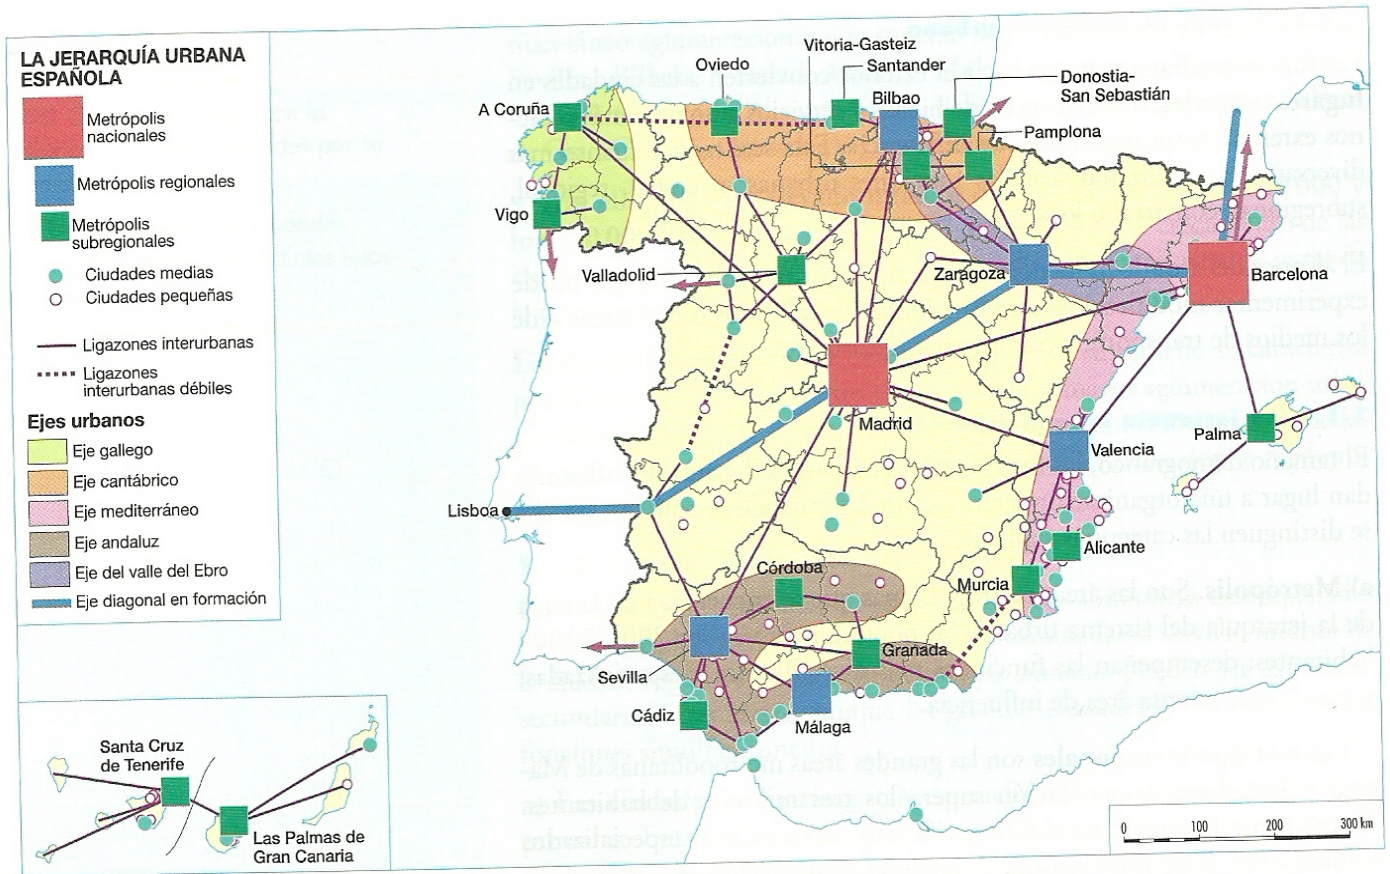 LA JERARQUÍA URBANA
ESPAÑOLA
Metrópolis
nacionales
Metrópolis regionales
Metrópolis
subregionales
Ciudades medias
Ciudades pequeñas
Ligazones interurbanas
Ligazones
interurbanas débiles
Ejes urbanos
Eje gallego
Eje cantábrico
Eje mediterráneo
Eje andaluz
Eje del valle del Ebro
Eje diagonal en formación
Vitoria-Gasteiz
Oviedo
Santander
Donostia-
San Sebastián
A Coruña
Bilbao
Pamplona
Vigo
Valladolid
Zaragoza
Barcelona
Madrid
Palma
Valencia
Lisboa
Alicante
Córdoba
Murcia
Granada
Sevilla
Cádiz
Málaga
Santa Cruz
de Tenerife
Las Palmas de
Gran Canaria
0 100 200 300 km